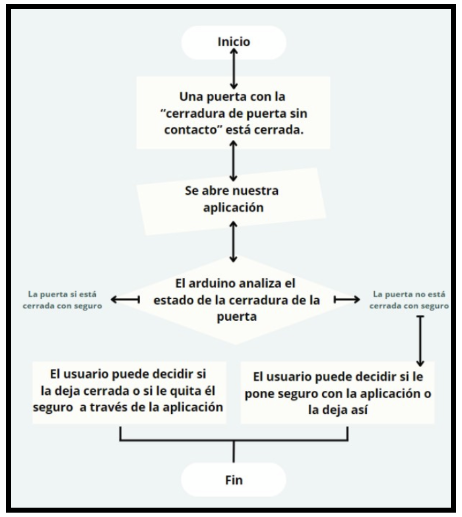 Inicio
Una puerta con la
“cerradura de puerta sin
contacto” está cerrada.
Se abre nuestra
aplicación
El arduino analiza el
estado de la cerradura de la
puerta
La puerta si está
cerrada con seguro
La puerta no está
cerrada con seguro
El usuario puede decidir si
la deja cerrada o si le quita él
seguro a través de la aplicación
El usuario puede decidir si le
pone seguro con la aplicación o
la deja así
Fin